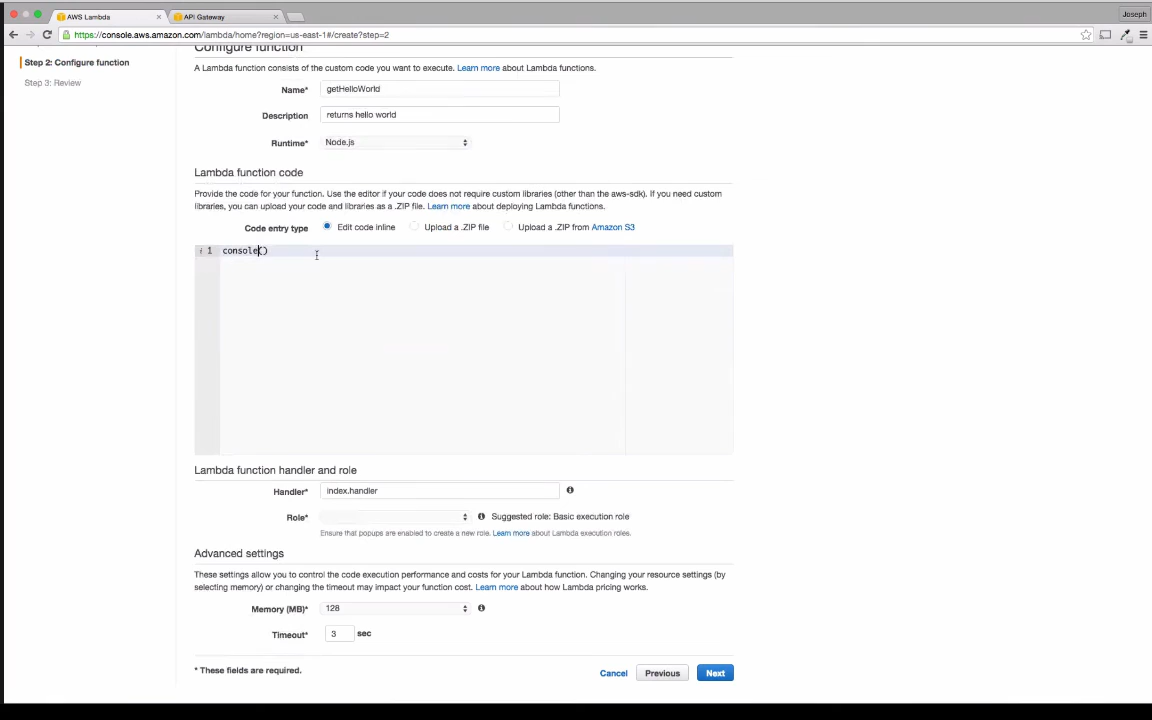 AWS Lambda
API Gateway
Joseph
https://console.aws.amazon.com/lambda/home?region=us-east-1#/create?step=2
Configure function
Step 2: Configure function
A Lambda function consists of the custom code you want to execute. Learn more about Lambda functions.
Step 3: Review
Name* getHelloWorld
Description returns hello world
Runtime* Node.js
Lambda function code
Provide the code for your function. Use the editor if your code does not require custom libraries (other than the aws-sdk). If you need custom
libraries, you can upload your code and libraries as a .ZIP file. Learn more about deploying Lambda functions.
Code entry type Edit code inline Upload a .ZIP file Upload a .ZIP from Amazon S3
i 1 console()
Lambda function handler and role
Handler* index.handler
Role* Suggested role: Basic execution role
Ensure that popups are enabled to create a new role. Learn more about Lambda execution roles.
Advanced settings
These settings allow you to control the code execution performance and costs for your Lambda function. Changing your resource settings (by
selecting memory) or changing the timeout may impact your function cost. Learn more about how Lambda pricing works.
Memory (MB)* 128
Timeout* 3 sec
* These fields are required.
Cancel Previous Next